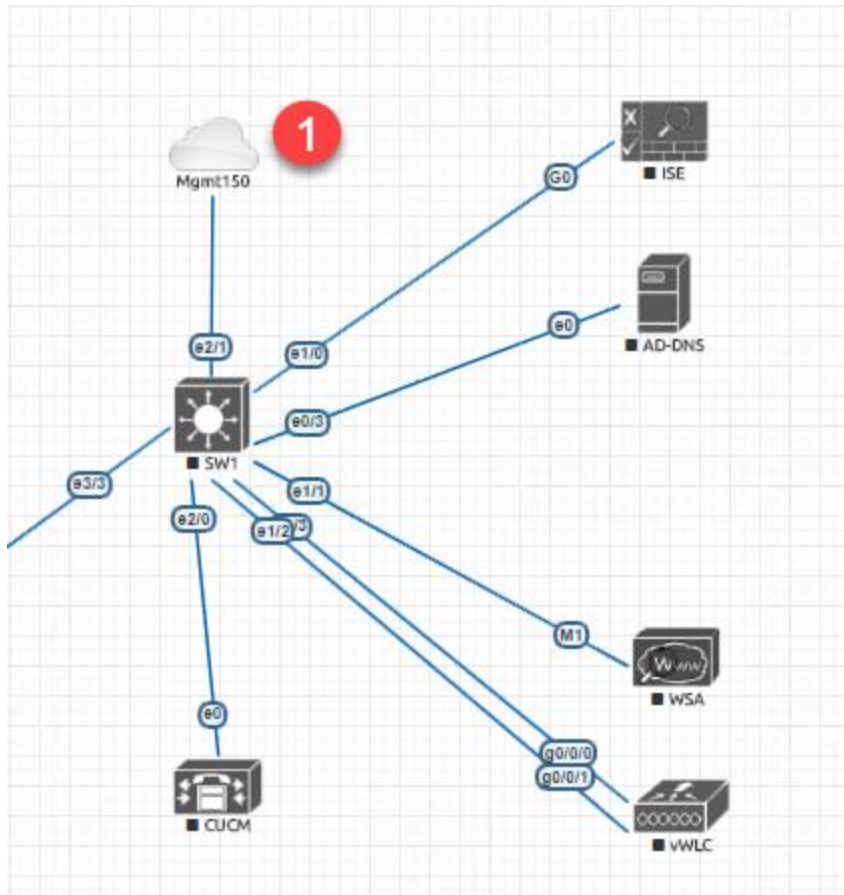 1
Mgmt150
ISE
G0
e2/1
e1/0
e0
AD-DNS
e0/3
SW1
e3/3
e1/1
e2/0
e1/2
/3
M1
WSA
e0
g0/0/0
g0/0/1
CUCM
vWLC